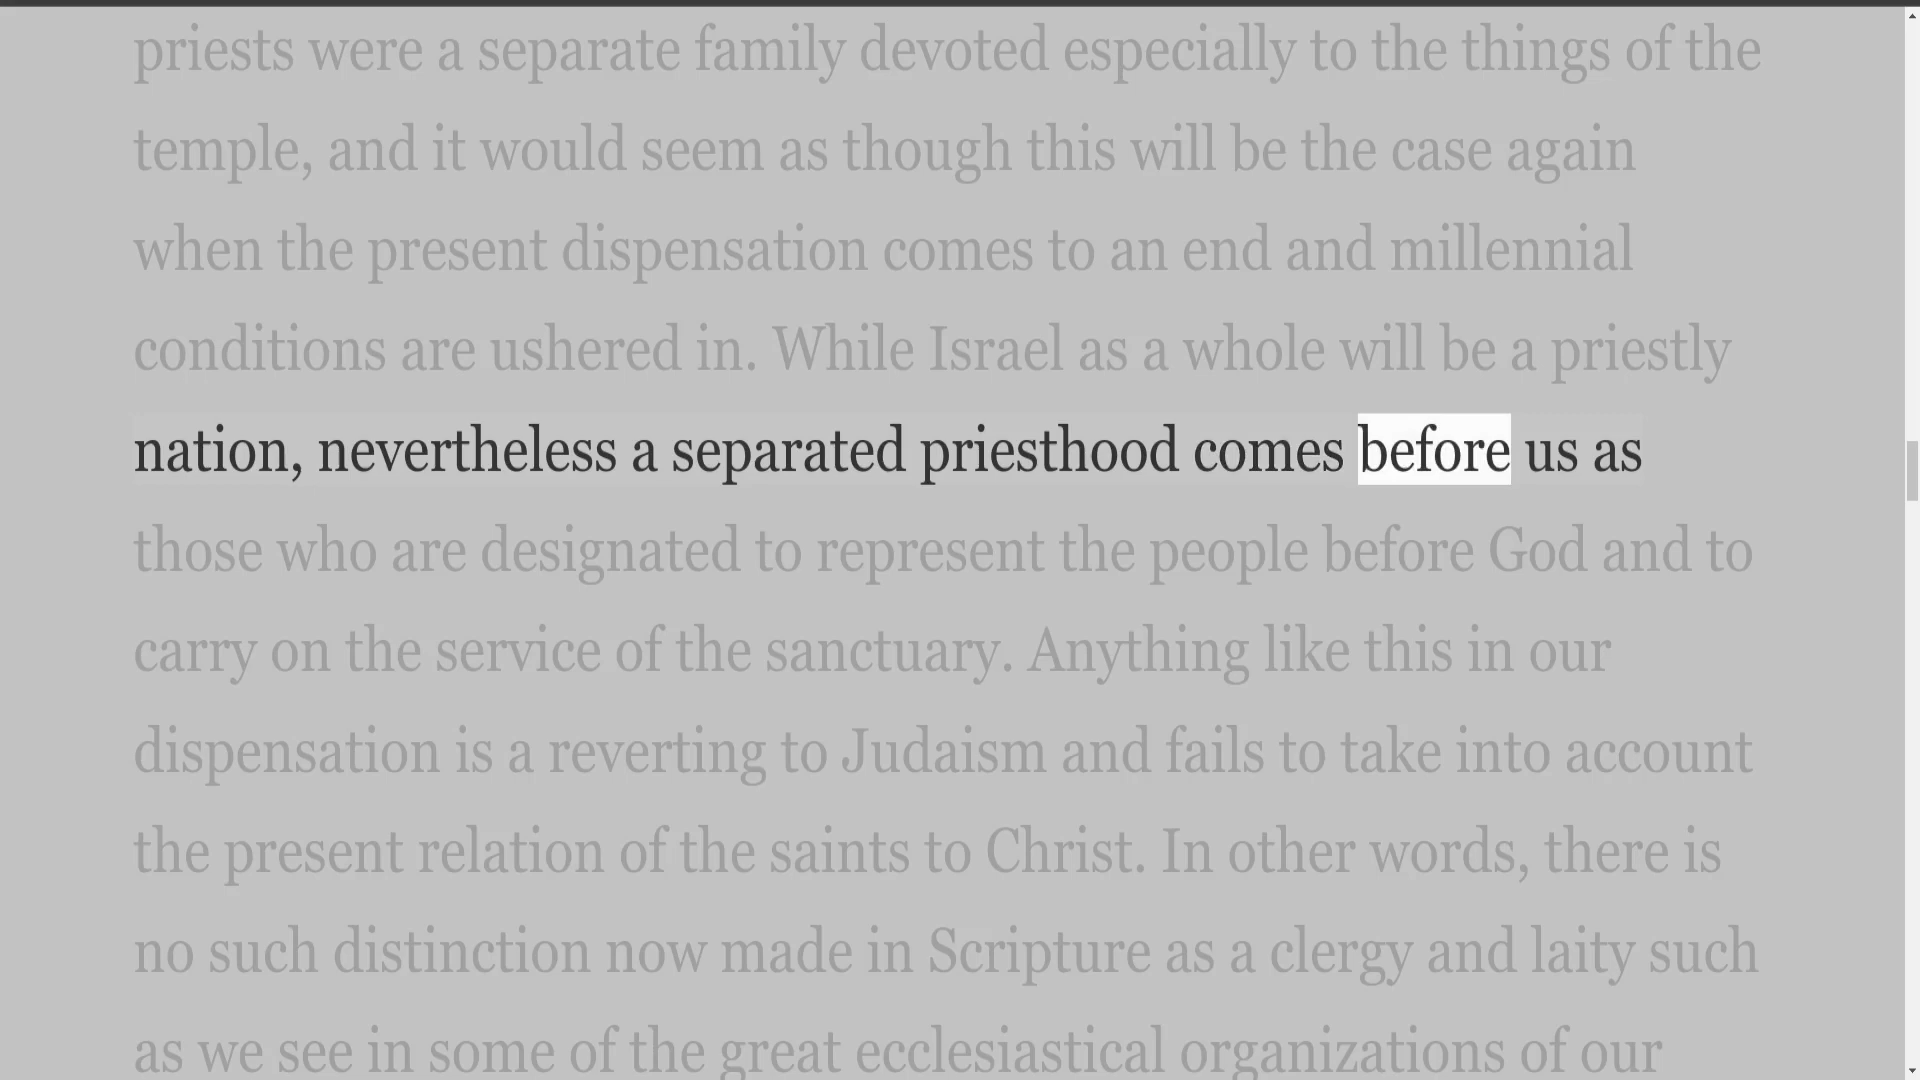 priests were a separate family devoted especially to the things of the
temple, and it would seem as though this will be the case again
when the present dispensation comes to an end and millennial
conditions are ushered in. While Israel as a whole will be a priestly
nation, nevertheless a separated priesthood comes before us as
those who are designated to represent the people before God and to
carry on the service of the sanctuary. Anything like this in our
dispensation is a reverting to Judaism and fails to take into account
the present relation of the saints to Christ. In other words, there is
no such distinction now made in Scripture as a clergy and laity such
as we see in some of the great ecclesiastical organizations of our